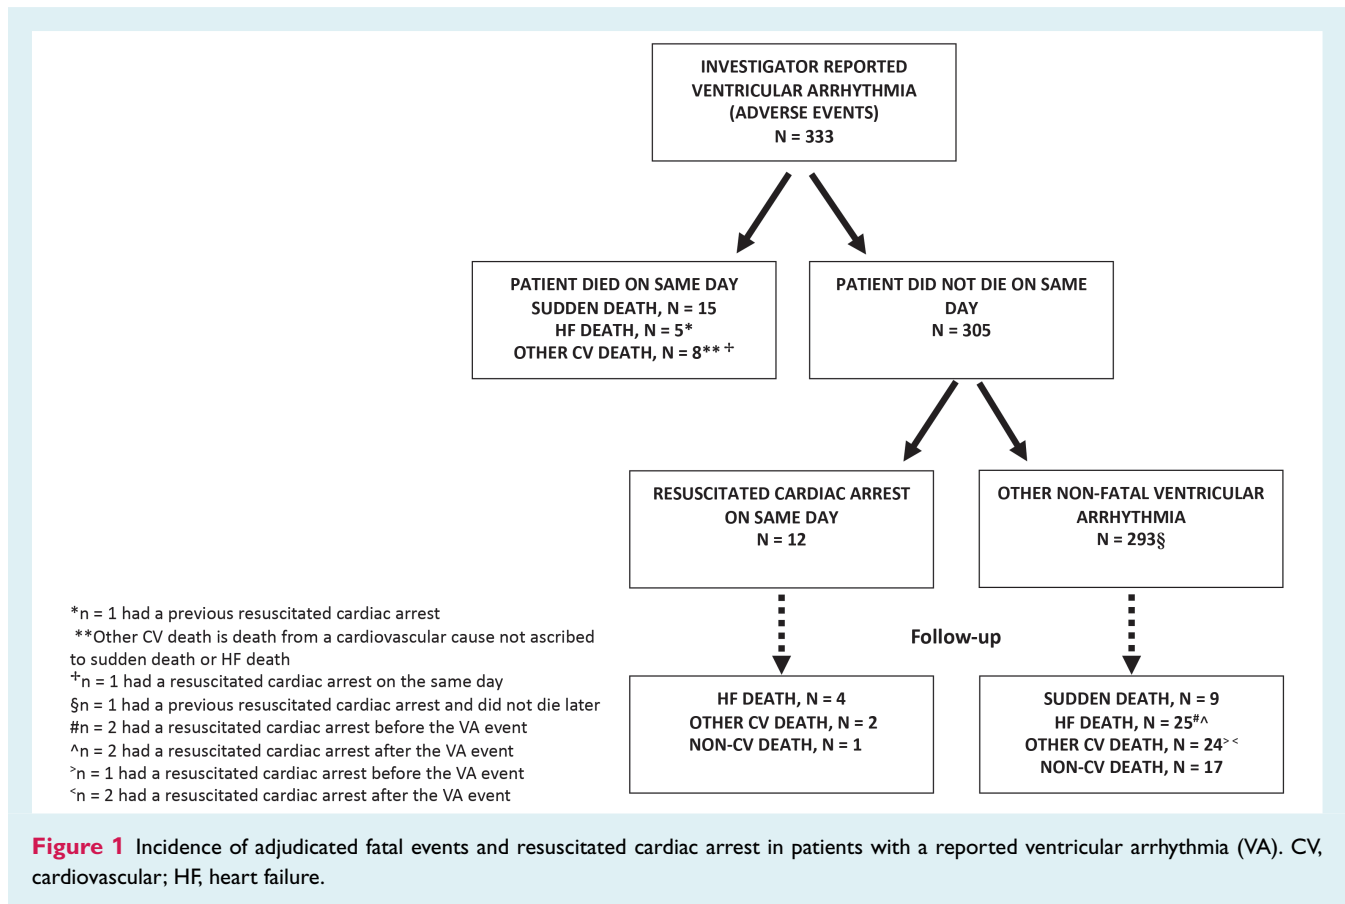 INVESTIGATOR REPORTED
VENTRICULAR ARRHYTHMIA
(ADVERSE EVENTS)
N = 333
PATIENT DIED ON SAME DAY
SUDDEN DEATH, N = 15
HF DEATH, N = 5*
OTHER CV DEATH, N = 8** ✢
PATIENT DID NOT DIE ON SAME
DAY
N = 305
RESUSCITATED CARDIAC ARREST
ON SAME DAY
N = 12
OTHER NON-FATAL VENTRICULAR
ARRHYTHMIA
N = 293§
Follow-up
HF DEATH, N = 4
OTHER CV DEATH, N = 2
NON-CV DEATH, N = 1
SUDDEN DEATH, N = 9
HF DEATH, N = 25#^
OTHER CV DEATH, N = 24><
NON-CV DEATH, N = 17
*n = 1 had a previous resuscitated cardiac arrest
**Other CV death is death from a cardiovascular cause not ascribed
to sudden death or HF death
✢n = 1 had a resuscitated cardiac arrest on the same day
§n = 1 had a previous resuscitated cardiac arrest and did not die later
#n = 2 had a resuscitated cardiac arrest before the VA event
^n = 2 had a resuscitated cardiac arrest after the VA event
>n = 1 had a resuscitated cardiac arrest before the VA event
<n = 2 had a resuscitated cardiac arrest after the VA event
Figure 1 Incidence of adjudicated fatal events and resuscitated cardiac arrest in patients with a reported ventricular arrhythmia (VA). CV,
cardiovascular; HF, heart failure.